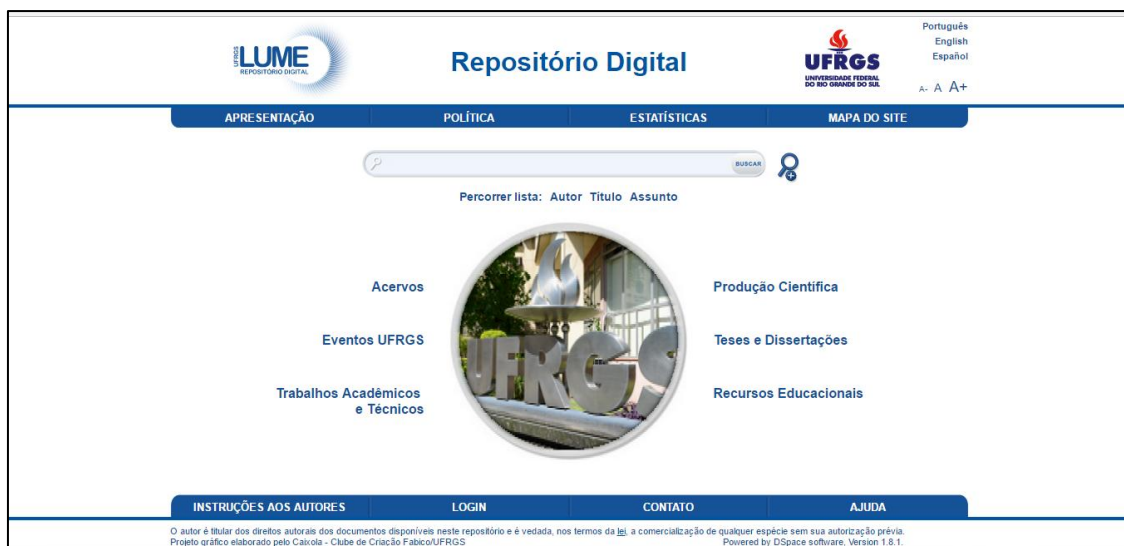 UFRGS
LUME
REPOSITÓRIO DIGITAL
Repositório Digital
UFRGS
UNIVERSIDADE FEDERAL
DO RIO GRANDE DO SUL
Português
English
Español
A- A A+
APRESENTAÇÃO POLÍTICA ESTATÍSTICAS MAPA DO SITE
BUSCAR
Percorrer lista: Autor Título Assunto
Acervos
Eventos UFRGS
Trabalhos Acadêmicos
e Técnicos
UFRGS
Produção Científica
Teses e Dissertações
Recursos Educacionais
INSTRUÇÕES AOS AUTORES LOGIN CONTATO AJUDA
O autor é titular dos direitos autorais dos documentos disponíveis neste repositório e é vedada, nos termos da lei, a comercialização de qualquer espécie sem sua autorização prévia.
Projeto gráfico elaborado pelo Caixola - Clube de Criação Fabico/UFRGS Powered by DSpace software, Version 1.8.1.